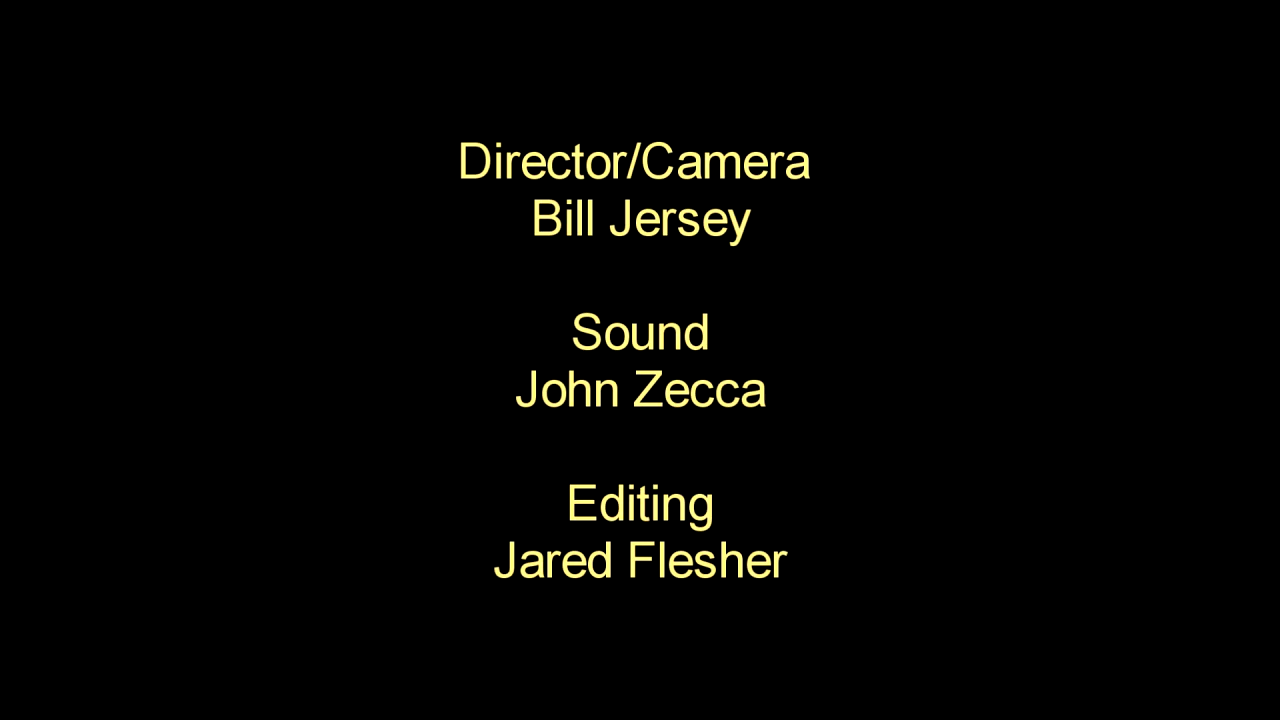 Director/Camera
Bill Jersey
Sound
John Zecca
Editing
Jared Flesher